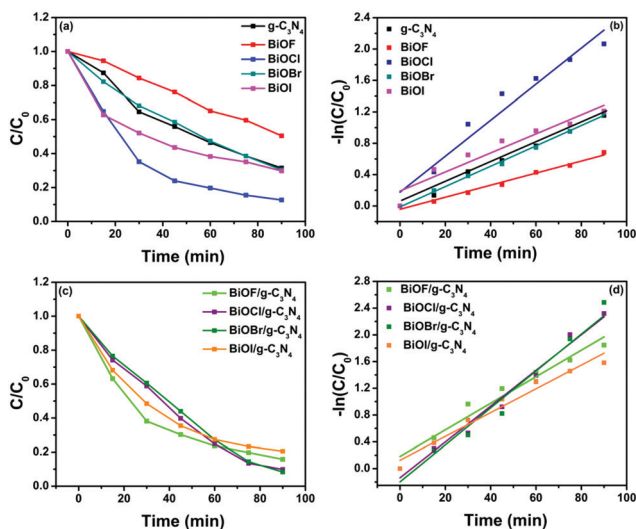 (a)
g-C₃N₄
BiOF
BiOCl
BiOBr
BiOI
C/C₀
1.2
1.0
0.8
0.6
0.4
0.2
0.0
0 20 40 60 80 100
Time (min)
(b)
g-C₃N₄
BiOF
BiOCl
BiOBr
BiOI
-ln(C/C₀)
2.4
1.8
1.2
0.6
0.0
0 20 40 60 80 100
Time (min)
(c)
BiOF/g-C₃N₄
BiOCl/g-C₃N₄
BiOBr/g-C₃N₄
BiOI/g-C₃N₄
C/C₀
1.2
1.0
0.8
0.6
0.4
0.2
0.0
0 20 40 60 80 100
Time (min)
(d)
BiOF/g-C₃N₄
BiOCl/g-C₃N₄
BiOBr/g-C₃N₄
BiOI/g-C₃N₄
-ln(C/C₀)
2.8
2.4
2.0
1.6
1.2
0.8
0.4
0.0
0 20 40 60 80 100
Time (min)